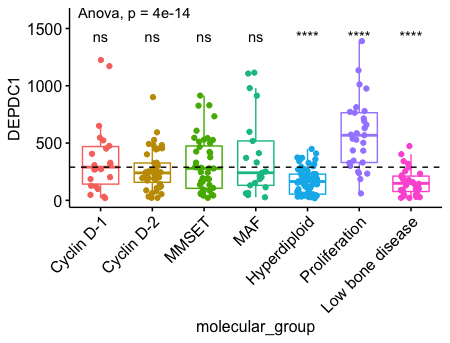 Anova, p = 4e-14
ns ns ns ns **** **** ****
DEPDC1
1500
1000
500
0
Cyclin D-1
Cyclin D-2
MMSET
MAF
Hyperdiploid
Proliferation
Low bone disease
molecular_group